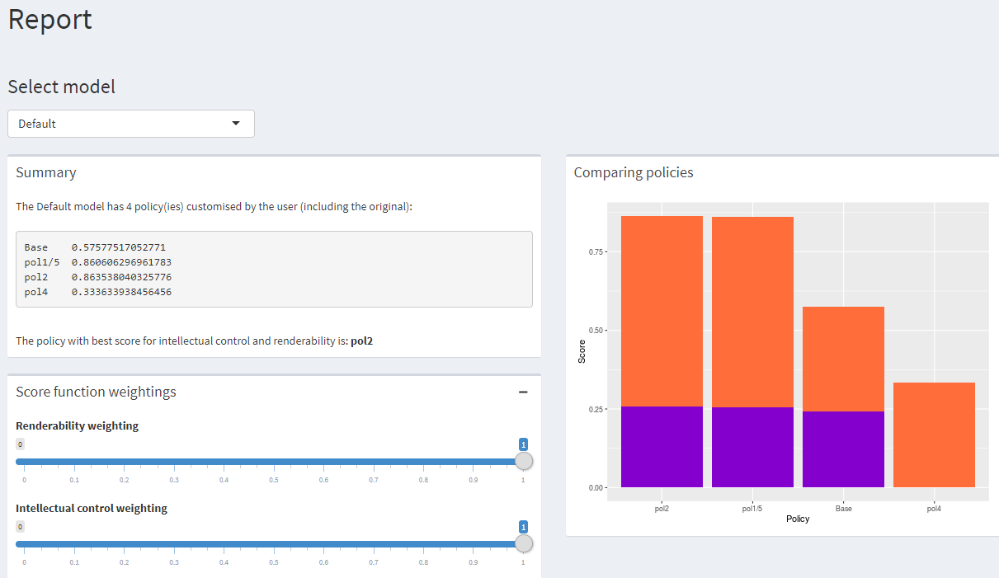 Report
Select model
Default
Summary
The Default model has 4 policy(ies) customised by the user (including the original):
Base 0.57577517052771
pol1/5 0.860606296961783
pol2 0.863538040325776
pol4 0.333633938456456
The policy with best score for intellectual control and renderability is: pol2
Score function weightings
Renderability weighting
0 1
0 0.1 0.2 0.3 0.4 0.5 0.6 0.7 0.8 0.9 1
Intellectual control weighting
0 1
0 0.1 0.2 0.3 0.4 0.5 0.6 0.7 0.8 0.9 1
Comparing policies
Score
0.75
0.50
0.25
0.00
pol2 pol1/5 Base pol4
Policy